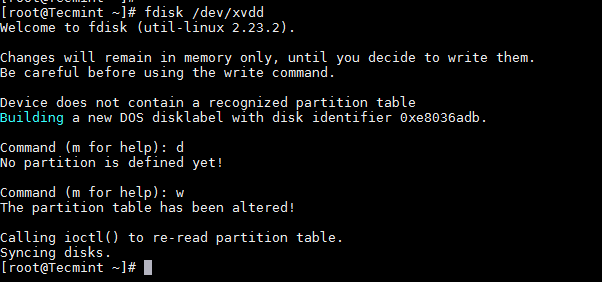 [root@Tecmint ~]#
[root@Tecmint ~]# fdisk /dev/xvdd
Welcome to fdisk (util-linux 2.23.2).
Changes will remain in memory only, until you decide to write them.
Be careful before using the write command.
Device does not contain a recognized partition table
Building a new DOS disklabel with disk identifier 0xe8036adb.
Command (m for help): d
No partition is defined yet!
Command (m for help): w
The partition table has been altered!
Calling ioctl() to re-read partition table.
Syncing disks.
[root@Tecmint ~]#